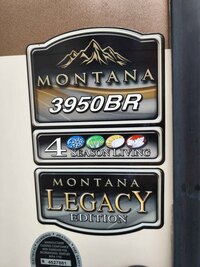 MONTANA
3950BR
4
SEASON LIVING
MONTANA
LEGACY
EDITION